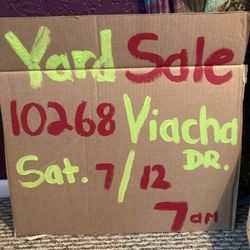 Yard Sale
10268 Viacha DR.
Sat. 7/12
7am